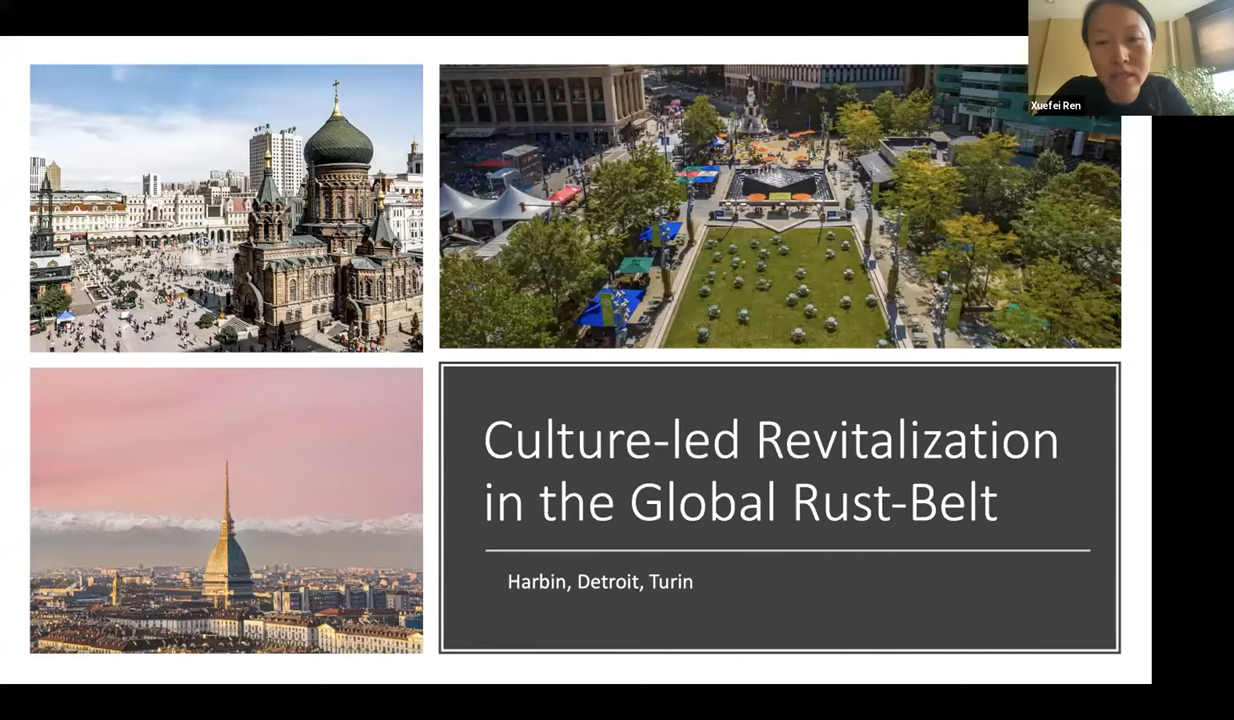 Xuefei Ren
Culture-led Revitalization
in the Global Rust-Belt
Harbin, Detroit, Turin